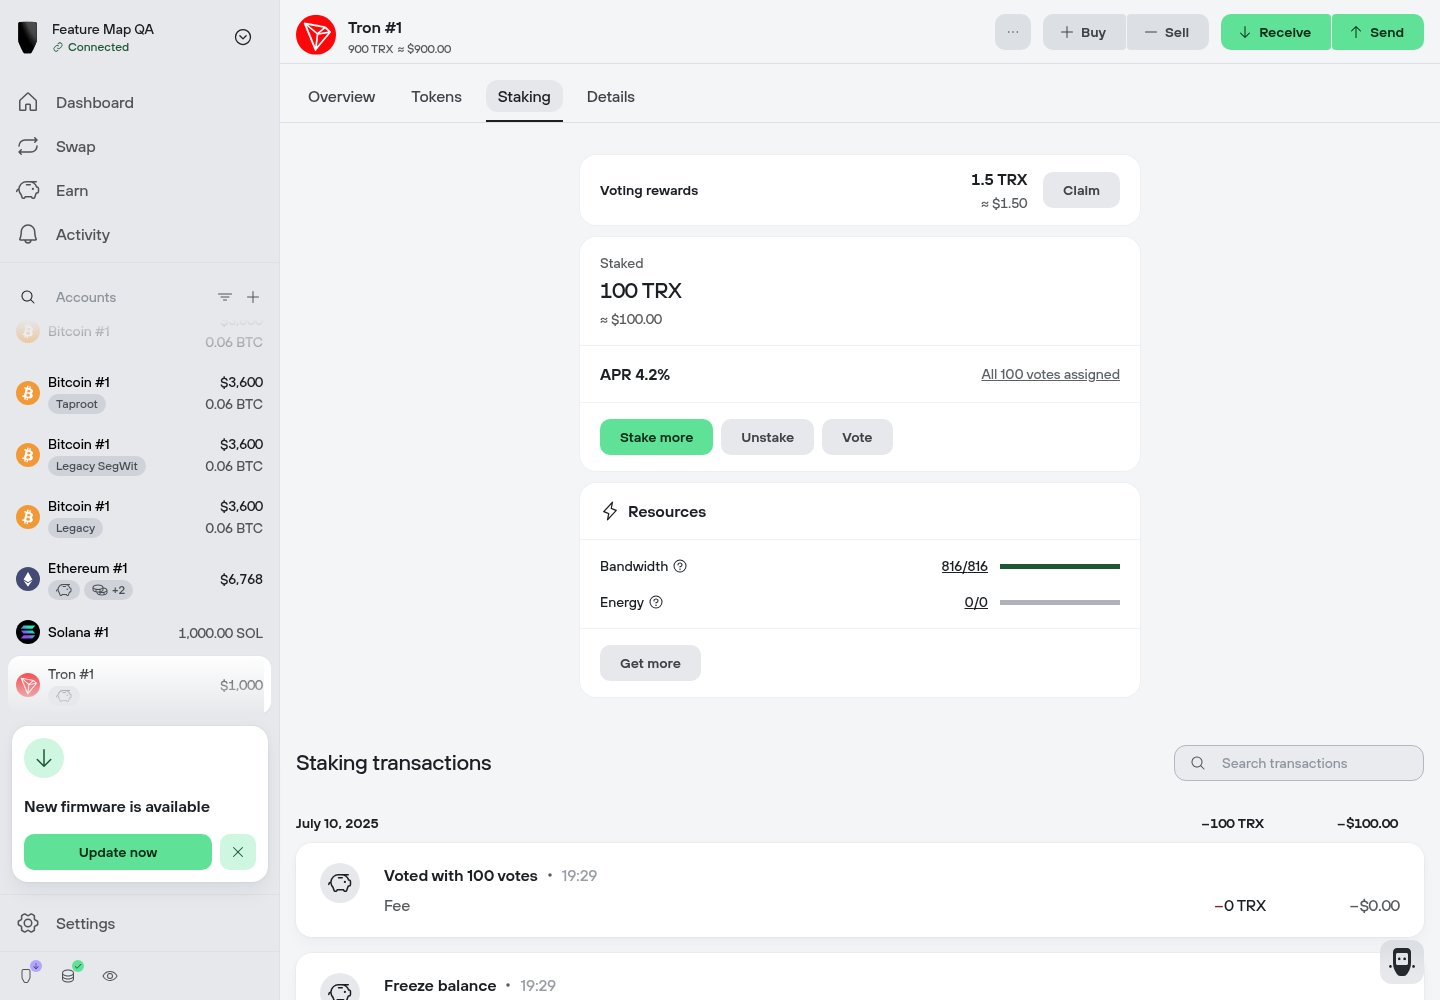 Feature Map QA
Connected
Dashboard
Swap
Earn
Activity
Accounts
Bitcoin #1
$3,600
0.06 BTC
Bitcoin #1
$3,600
Taproot
0.06 BTC
Bitcoin #1
$3,600
Legacy SegWit
0.06 BTC
Bitcoin #1
$3,600
Legacy
0.06 BTC
Ethereum #1
+2
$6,768
Solana #1
1,000.00 SOL
Tron #1
$1,000
New firmware is available
Update now
Settings
Tron #1
900 TRX ≈ $900.00
Buy
Sell
Receive
Send
Overview
Tokens
Staking
Details
Voting rewards
1.5 TRX
≈ $1.50
Claim
Staked
100 TRX
≈ $100.00
APR 4.2%
All 100 votes assigned
Stake more
Unstake
Vote
Resources
Bandwidth
816/816
Energy
0/0
Get more
Staking transactions
Search transactions
July 10, 2025
–100 TRX
–$100.00
Voted with 100 votes • 19:29
Fee
–0 TRX
–$0.00
Freeze balance • 19:29